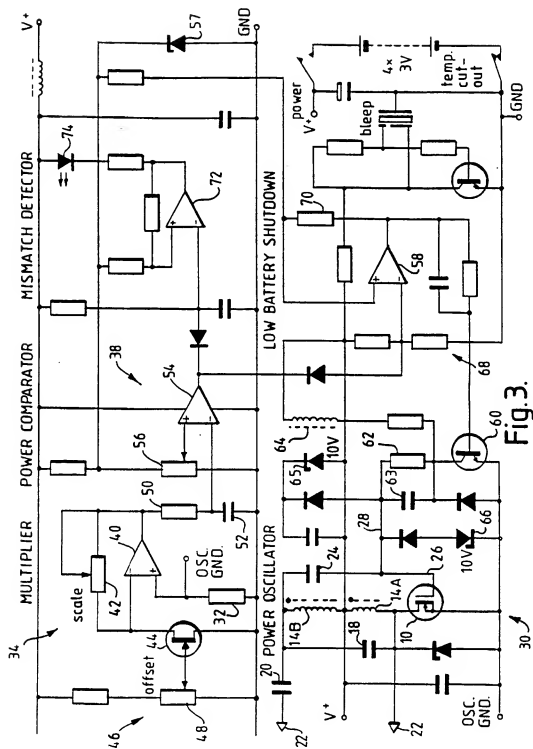 V+
MULTIPLIER
POWER COMPARATOR
MISMATCH DETECTOR
34
74
scale
42
38
72
40
44
50
56
54
offset
46
48
52
57
32
OSC.
GND.
GND
POWER OSCILLATOR
LOW BATTERY SHUTDOWN
20
22
24
64
65
10V
14B
V+
power
70
bleep
4x
3V
28
14A
18
63
62
58
temp.
cut-
out
22
26
10
10V
66
60
68
GND
OSC.
GND.
30
Fig.3.